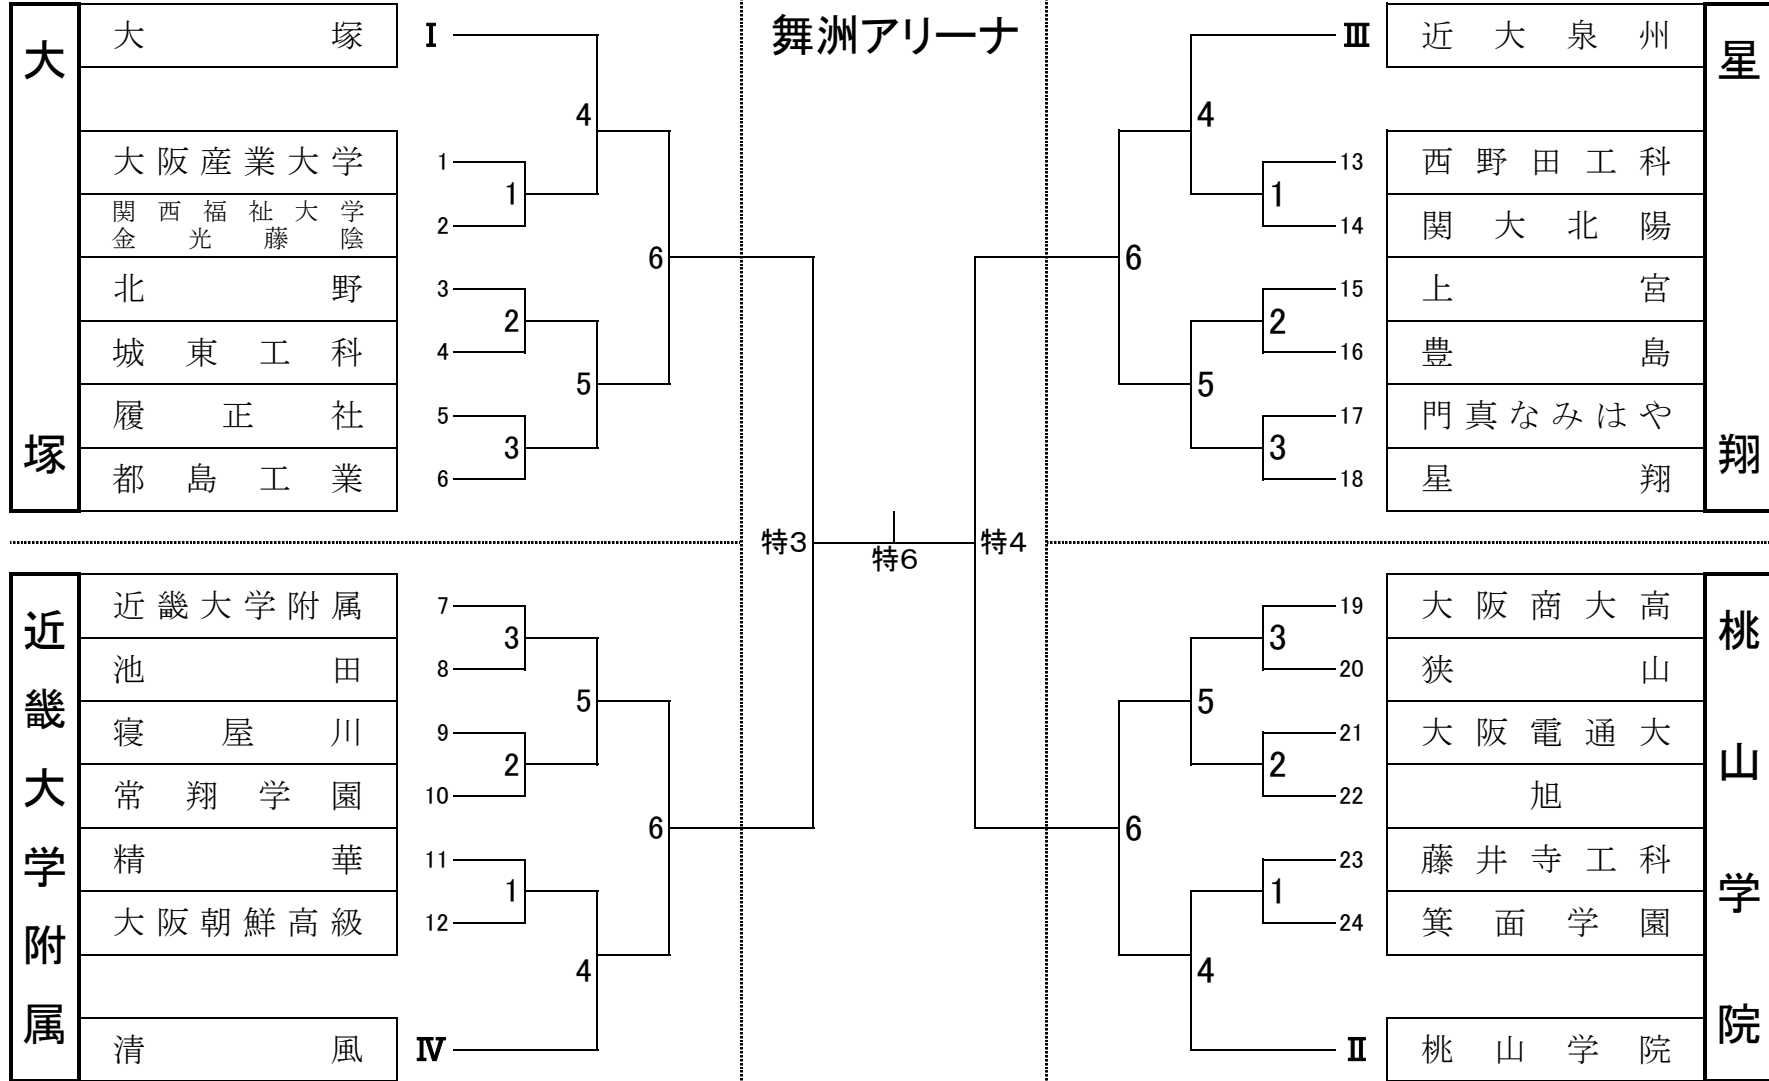 舞洲アリーナ
大塚
大塚 Ⅰ
大阪産業大学 1
関西福祉大学
金光藤陰 2
北野 3
城東工科 4
履正社 5
都島工業 6
4
1
6
2
5
3
近畿大学附属
近畿大学附属 7
池田 8
寝屋川 9
常翔学園 10
精華 11
大阪朝鮮高級 12
清風 Ⅳ
3
5
2
6
1
4
特3
特6
特4
星翔
Ⅲ 近大泉州
13 西野田工科
14 関大北陽
15 上宮
16 豊島
17 門真なみはや
18 星翔
4
1
6
2
5
3
桃山学院
19 大阪商大高
20 狭山
21 大阪電通大
22 旭
23 藤井寺工科
24 箕面学園
Ⅱ 桃山学院
3
5
2
6
1
4